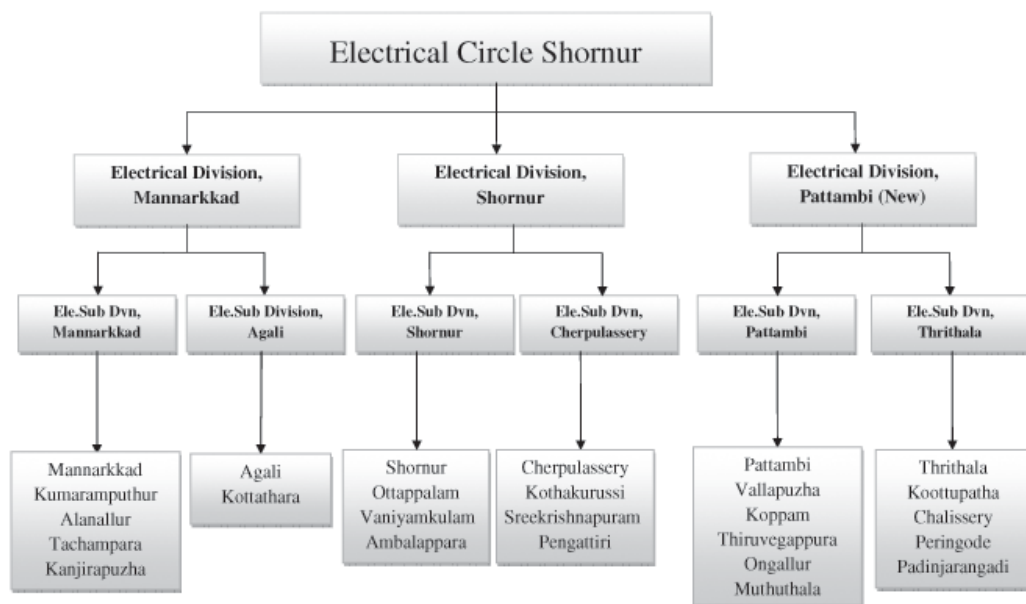 Electrical Circle Shornur
Electrical Division,
Mannarkkad
Electrical Division,
Shornur
Electrical Division,
Pattambi (New)
Ele.Sub Dvn,
Mannarkkad
Ele.Sub Division,
Agali
Ele.Sub Dvn,
Shornur
Ele.Sub Dvn,
Cherpulassery
Ele.Sub Dvn,
Pattambi
Ele.Sub Dvn,
Thrithala
Mannarkkad
Kumaramputhur
Alanallur
Tachampara
Kanjirapuzha
Agali
Kottathara
Shornur
Ottappalam
Vaniyamkulam
Ambalappara
Cherpulassery
Kothakurussi
Sreekrishnapuram
Pengattiri
Pattambi
Vallapuzha
Koppam
Thiruvegappura
Ongallur
Muthuthala
Thrithala
Koottupatha
Chalissery
Peringode
Padinjarangadi